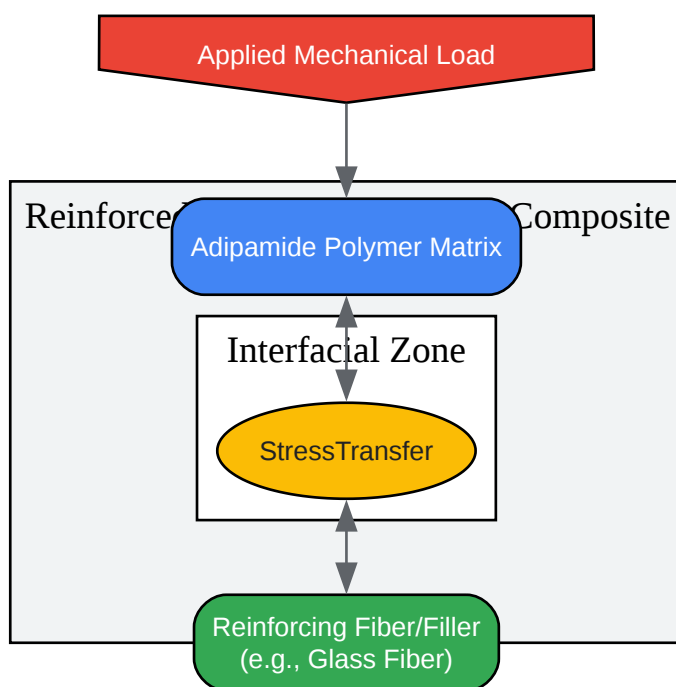 Applied Mechanical Load
Reinforced Composite
Adipamide Polymer Matrix
Interfacial Zone
StressTransfer
Reinforcing Fiber/Filler
(e.g., Glass Fiber)